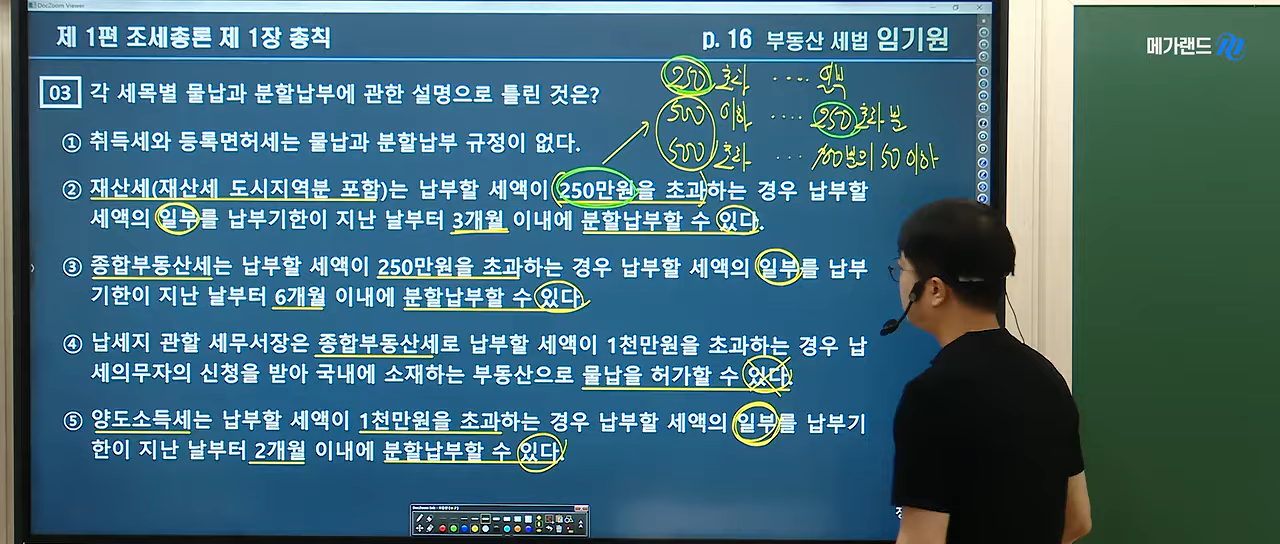 DocZoom Viewer
제 1편 조세총론 제 1장 총칙
p. 16 부동산 세법 임기원
메가랜드
03 각 세목별 물납과 분할납부에 관한 설명으로 틀린 것은?
250 초과 ···· 일부
500 이하 ···· 250 초과분
500 초과 ···· 100분의 50 이하
① 취득세와 등록면허세는 물납과 분할납부 규정이 없다.
② 재산세(재산세 도시지역분 포함)는 납부할 세액이 250만원을 초과하는 경우 납부할
세액의 일부를 납부기한이 지난 날부터 3개월 이내에 분할납부할 수 있다.
③ 종합부동산세는 납부할 세액이 250만원을 초과하는 경우 납부할 세액의 일부를 납부
기한이 지난 날부터 6개월 이내에 분할납부할 수 있다.
④ 납세지 관할 세무서장은 종합부동산세로 납부할 세액이 1천만원을 초과하는 경우 납
세의무자의 신청을 받아 국내에 소재하는 부동산으로 물납을 허가할 수 있다.
⑤ 양도소득세는 납부할 세액이 1천만원을 초과하는 경우 납부할 세액의 일부를 납부기
한이 지난 날부터 2개월 이내에 분할납부할 수 있다.